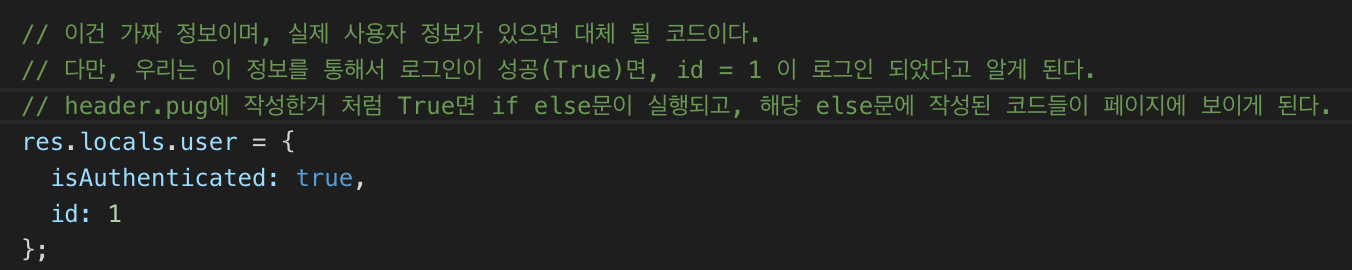 // 이건 가짜 정보이며, 실제 사용자 정보가 있으면 대체 될 코드이다.
// 다만, 우리는 이 정보를 통해서 로그인이 성공(True)면, id = 1 이 로그인 되었다고 알게 된다.
// header.pug에 작성한거 처럼 True면 if else문이 실행되고, 해당 else문에 작성된 코드들이 페이지에 보이게 된다.
res.locals.user = {
  isAuthenticated: true,
  id: 1
};